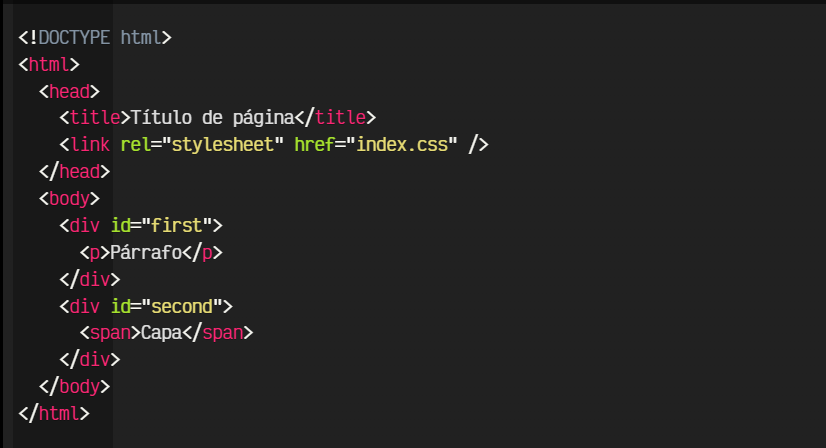 <!DOCTYPE html>
<html>
  <head>
    <title>Título de página</title>
    <link rel="stylesheet" href="index.css" />
  </head>
  <body>
    <div id="first">
      <p>Párrafo</p>
    </div>
    <div id="second">
      <span>Capa</span>
    </div>
  </body>
</html>